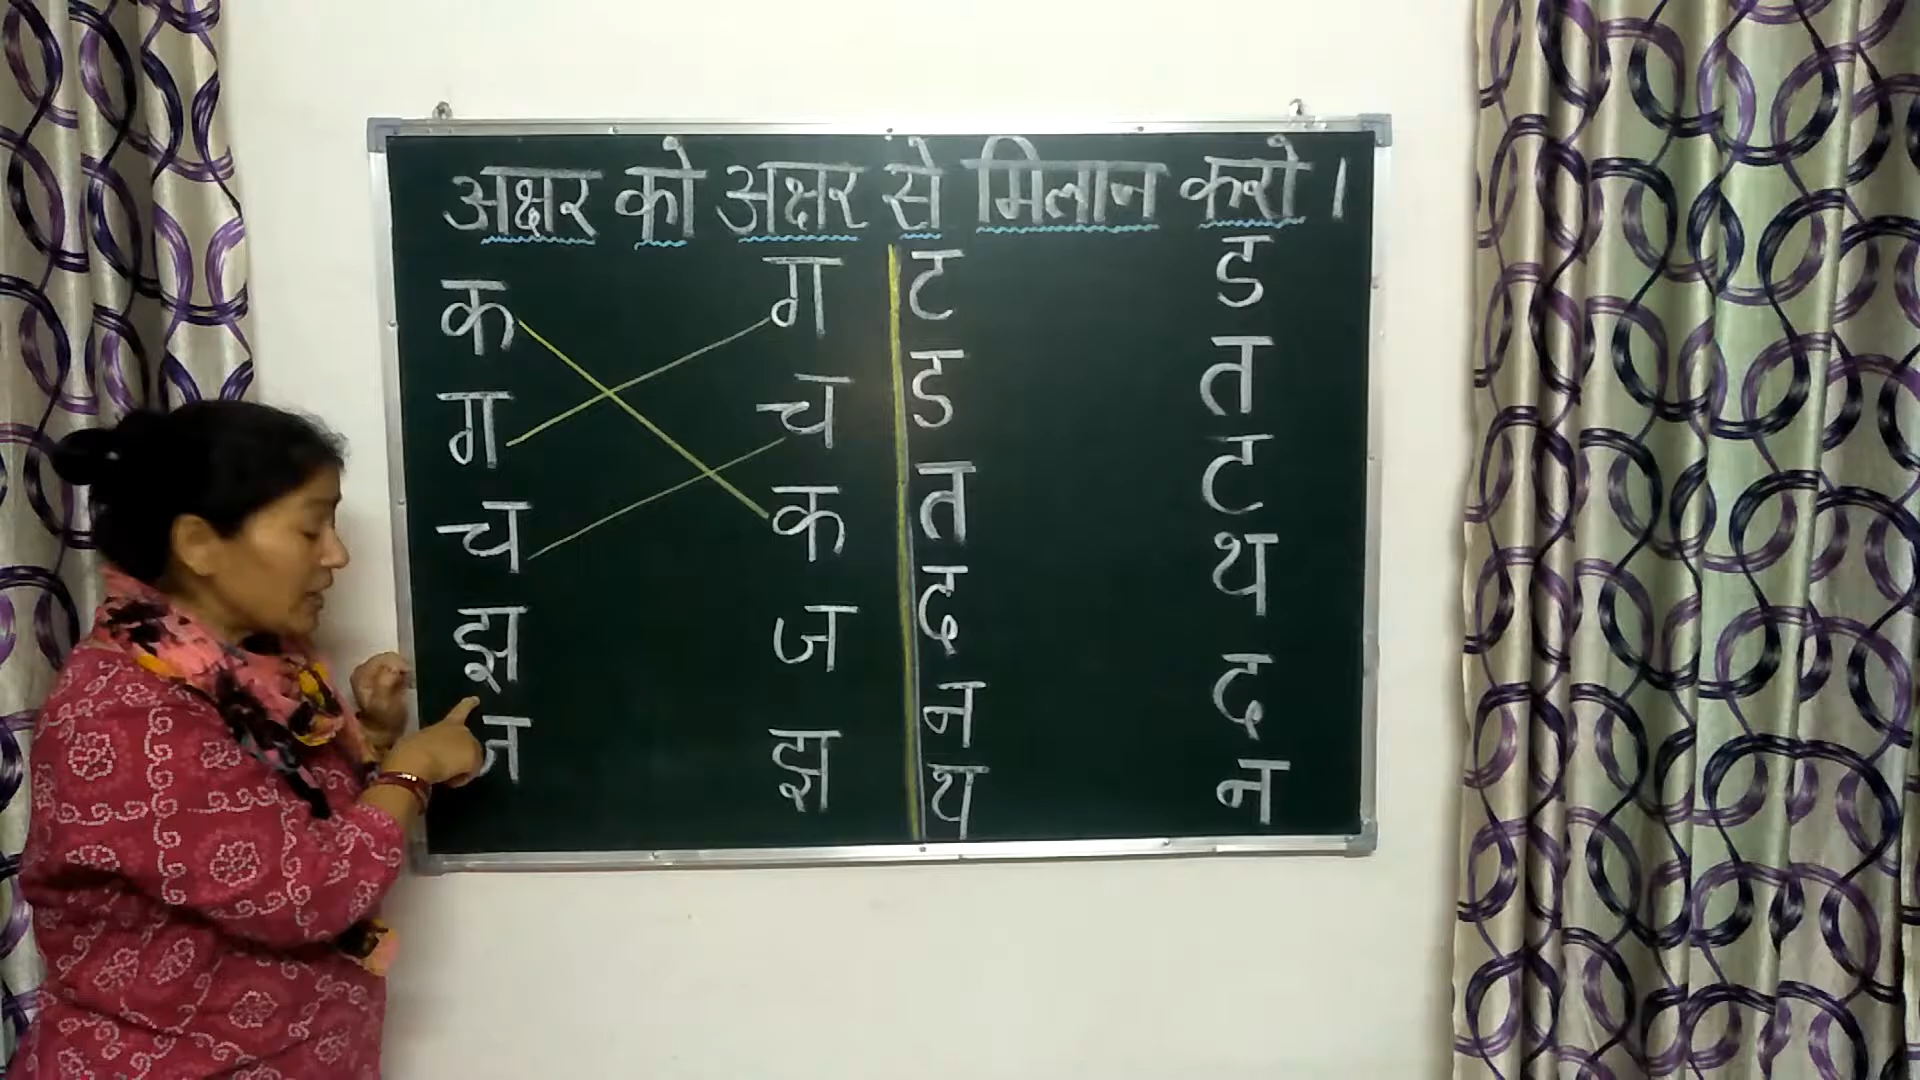 अक्षर को अक्षर से मिलान करो ।
क ग ट ड
ग च ड त
च क त ट
झ ज द थ
ज झ न द
थ न